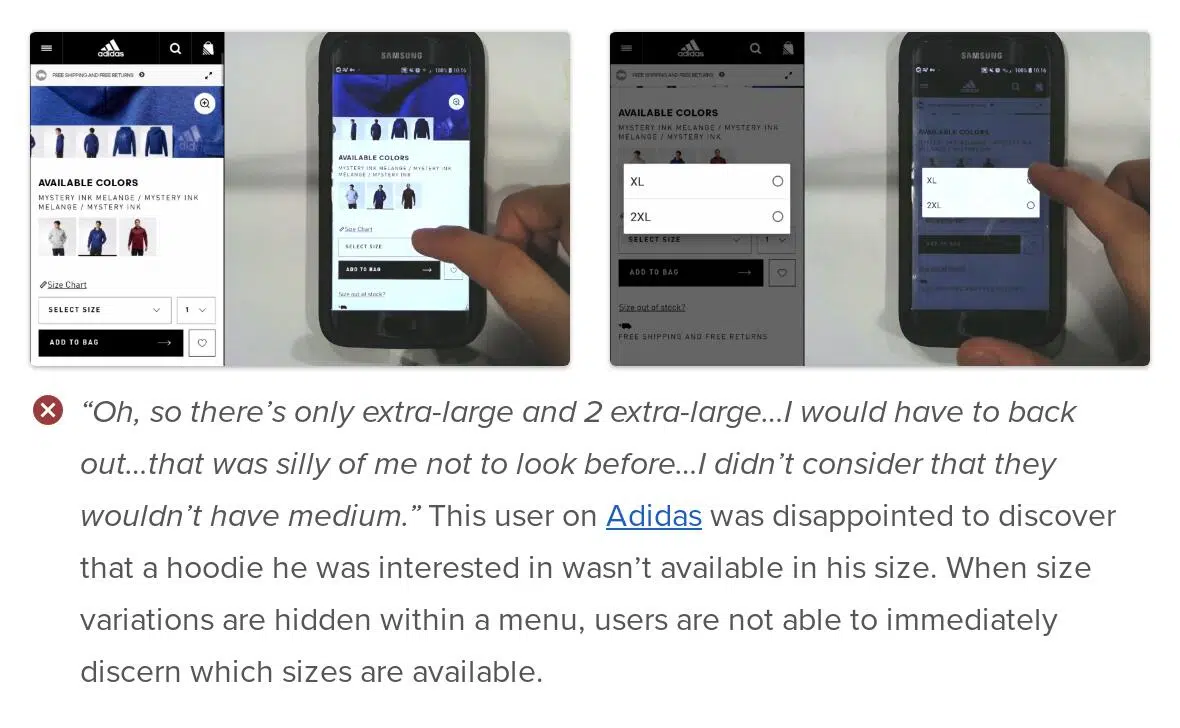 adidas
FREE SHIPPING AND FREE RETURNS
AVAILABLE COLORS
MYSTERY INK MELANGE / MYSTERY INK
MELANGE / MYSTERY INK
Size Chart
SELECT SIZE
1
ADD TO BAG
SAMSUNG
100% 10:16
AVAILABLE COLORS
MYSTERY INK MELANGE / MYSTERY INK
MELANGE / MYSTERY INK
Size Chart
SELECT SIZE
ADD TO BAG
Size out of stock?
adidas
FREE SHIPPING AND FREE RETURNS
AVAILABLE COLORS
MYSTERY INK MELANGE / MYSTERY INK
MELANGE / MYSTERY INK
XL
2XL
SELECT SIZE
1
ADD TO BAG
Size out of stock?
FREE SHIPPING AND FREE RETURNS
SAMSUNG
100% 10:16
AVAILABLE COLORS
XL
2XL
“Oh, so there’s only extra-large and 2 extra-large...I would have to back
out...that was silly of me not to look before...I didn’t consider that they
wouldn’t have medium.” This user on Adidas was disappointed to discover
that a hoodie he was interested in wasn’t available in his size. When size
variations are hidden within a menu, users are not able to immediately
discern which sizes are available.